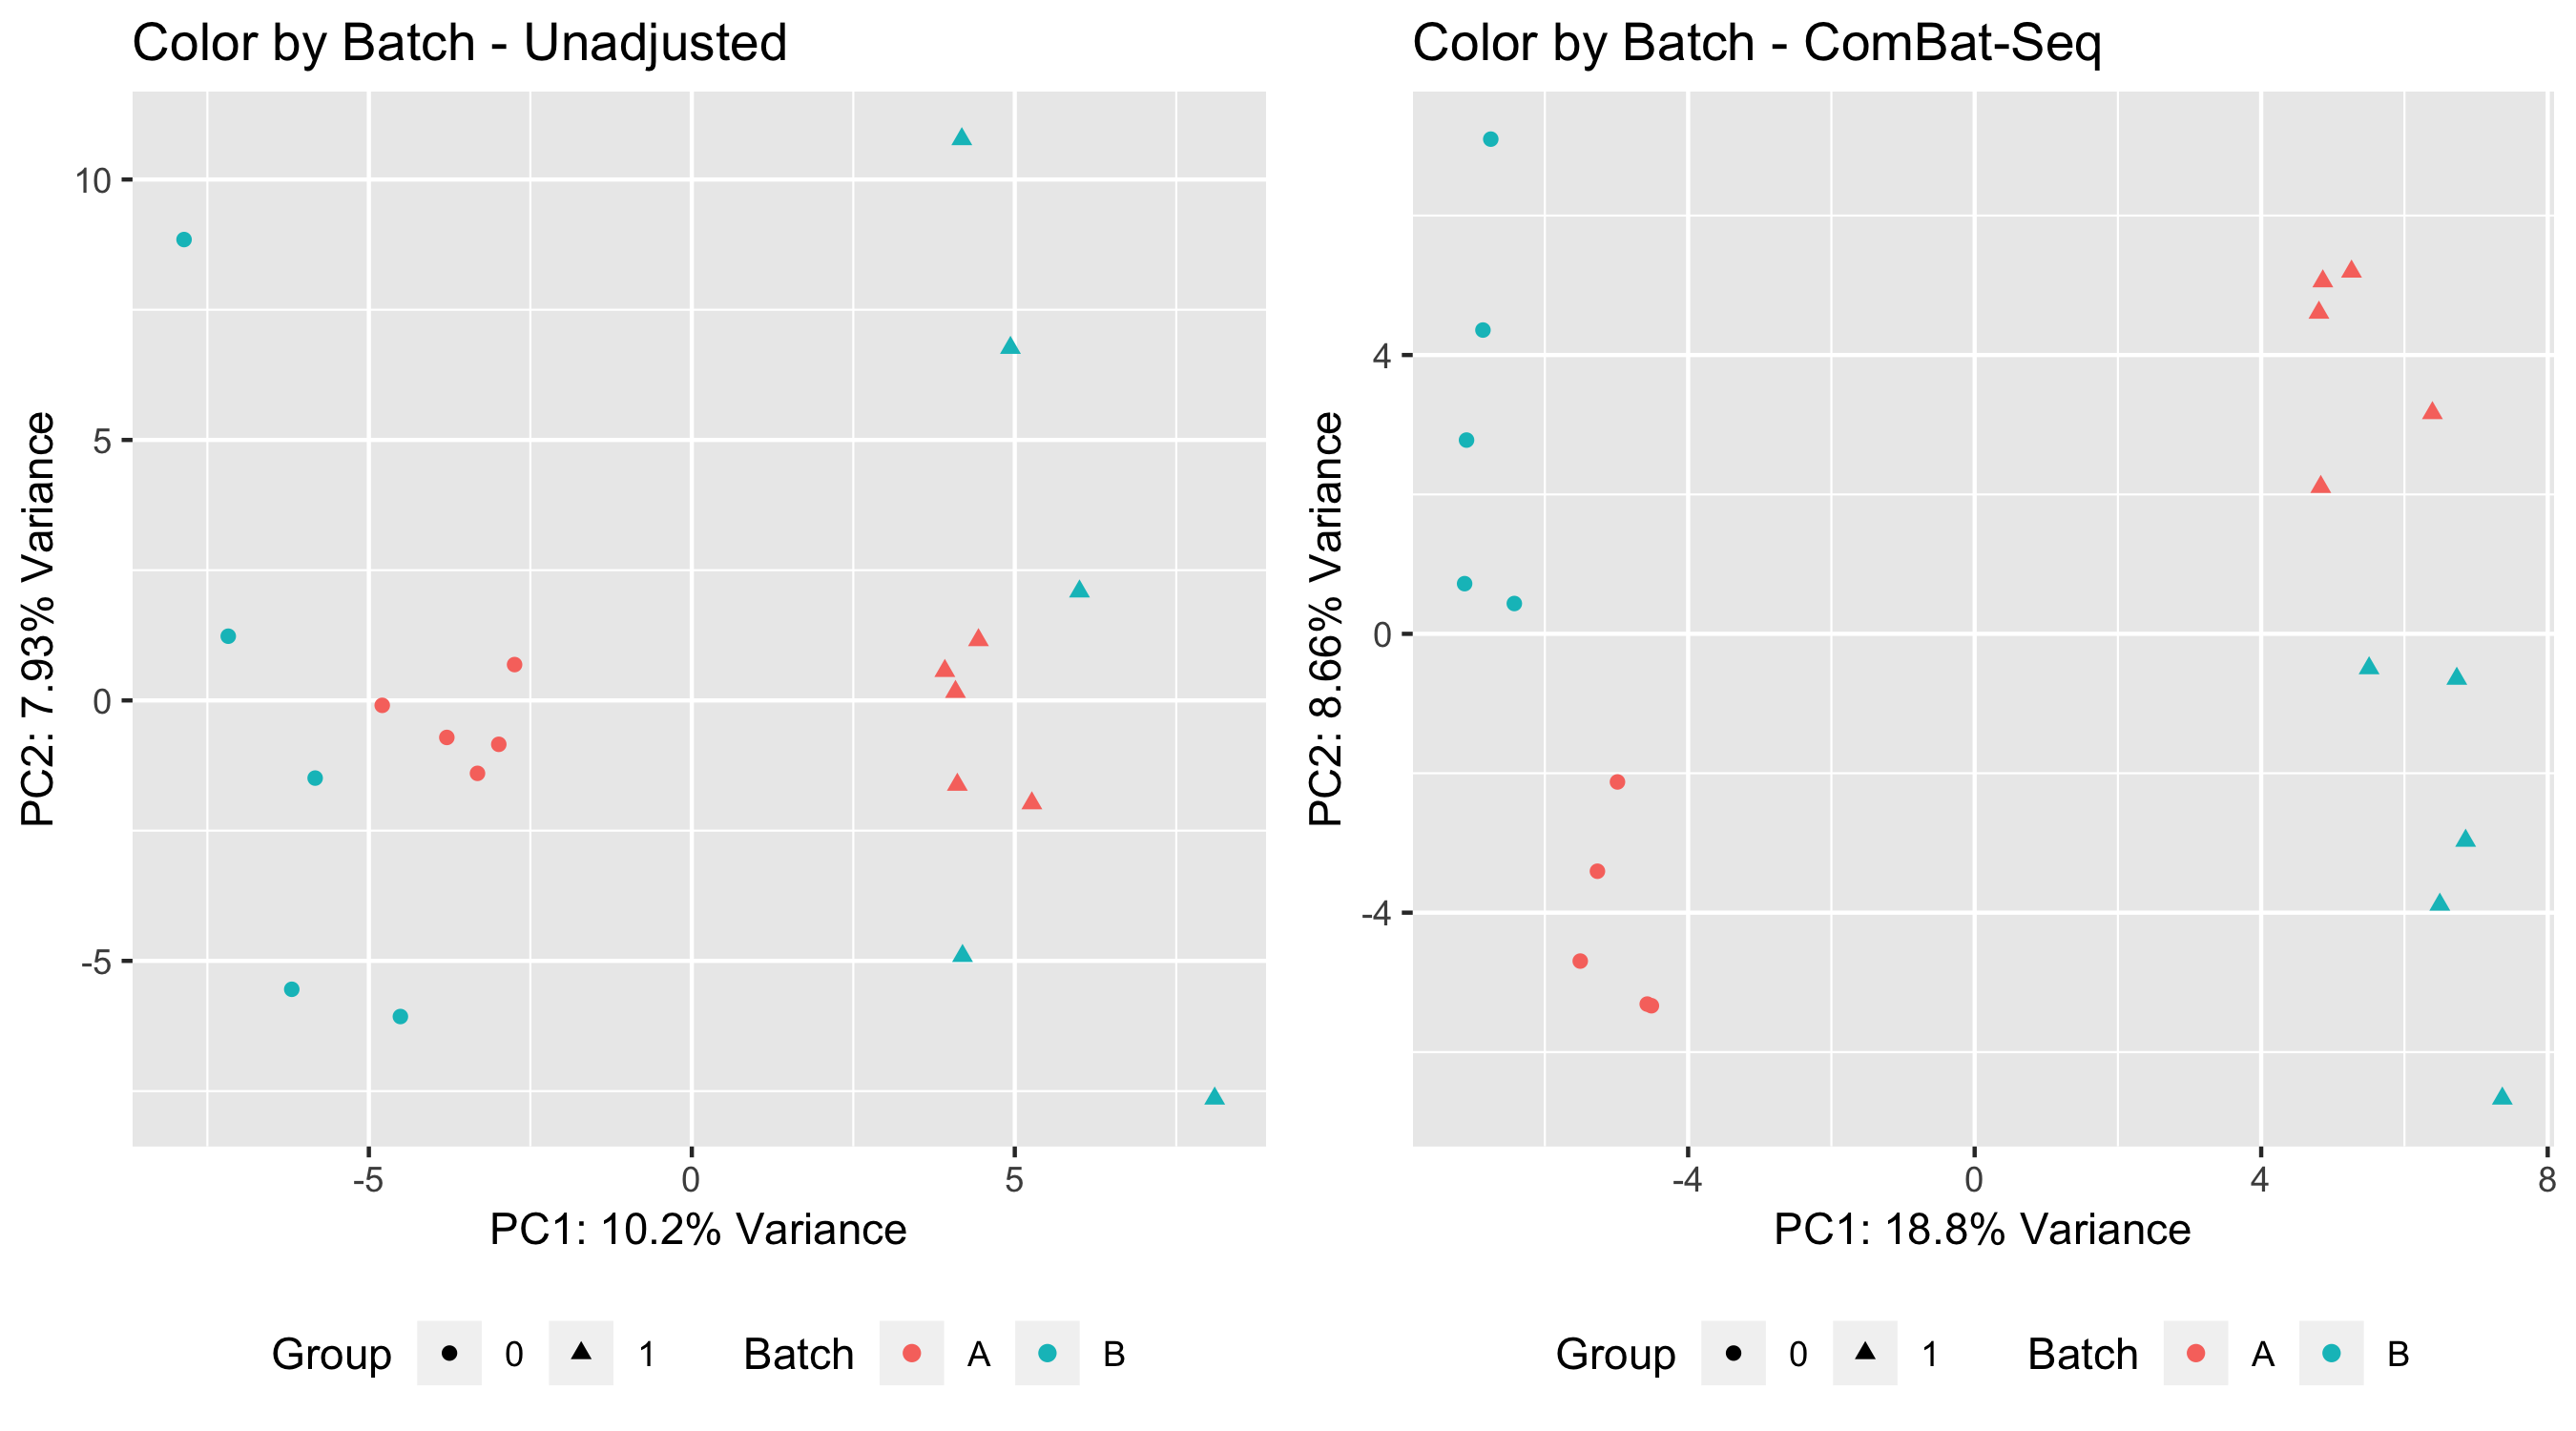 Color by Batch - Unadjusted
PC2: 7.93% Variance
10
5
0
-5
-5 0 5
PC1: 10.2% Variance
Group 0 1 Batch A B
Color by Batch - ComBat-Seq
PC2: 8.66% Variance
4
0
-4
-4 0 4 8
PC1: 18.8% Variance
Group 0 1 Batch A B